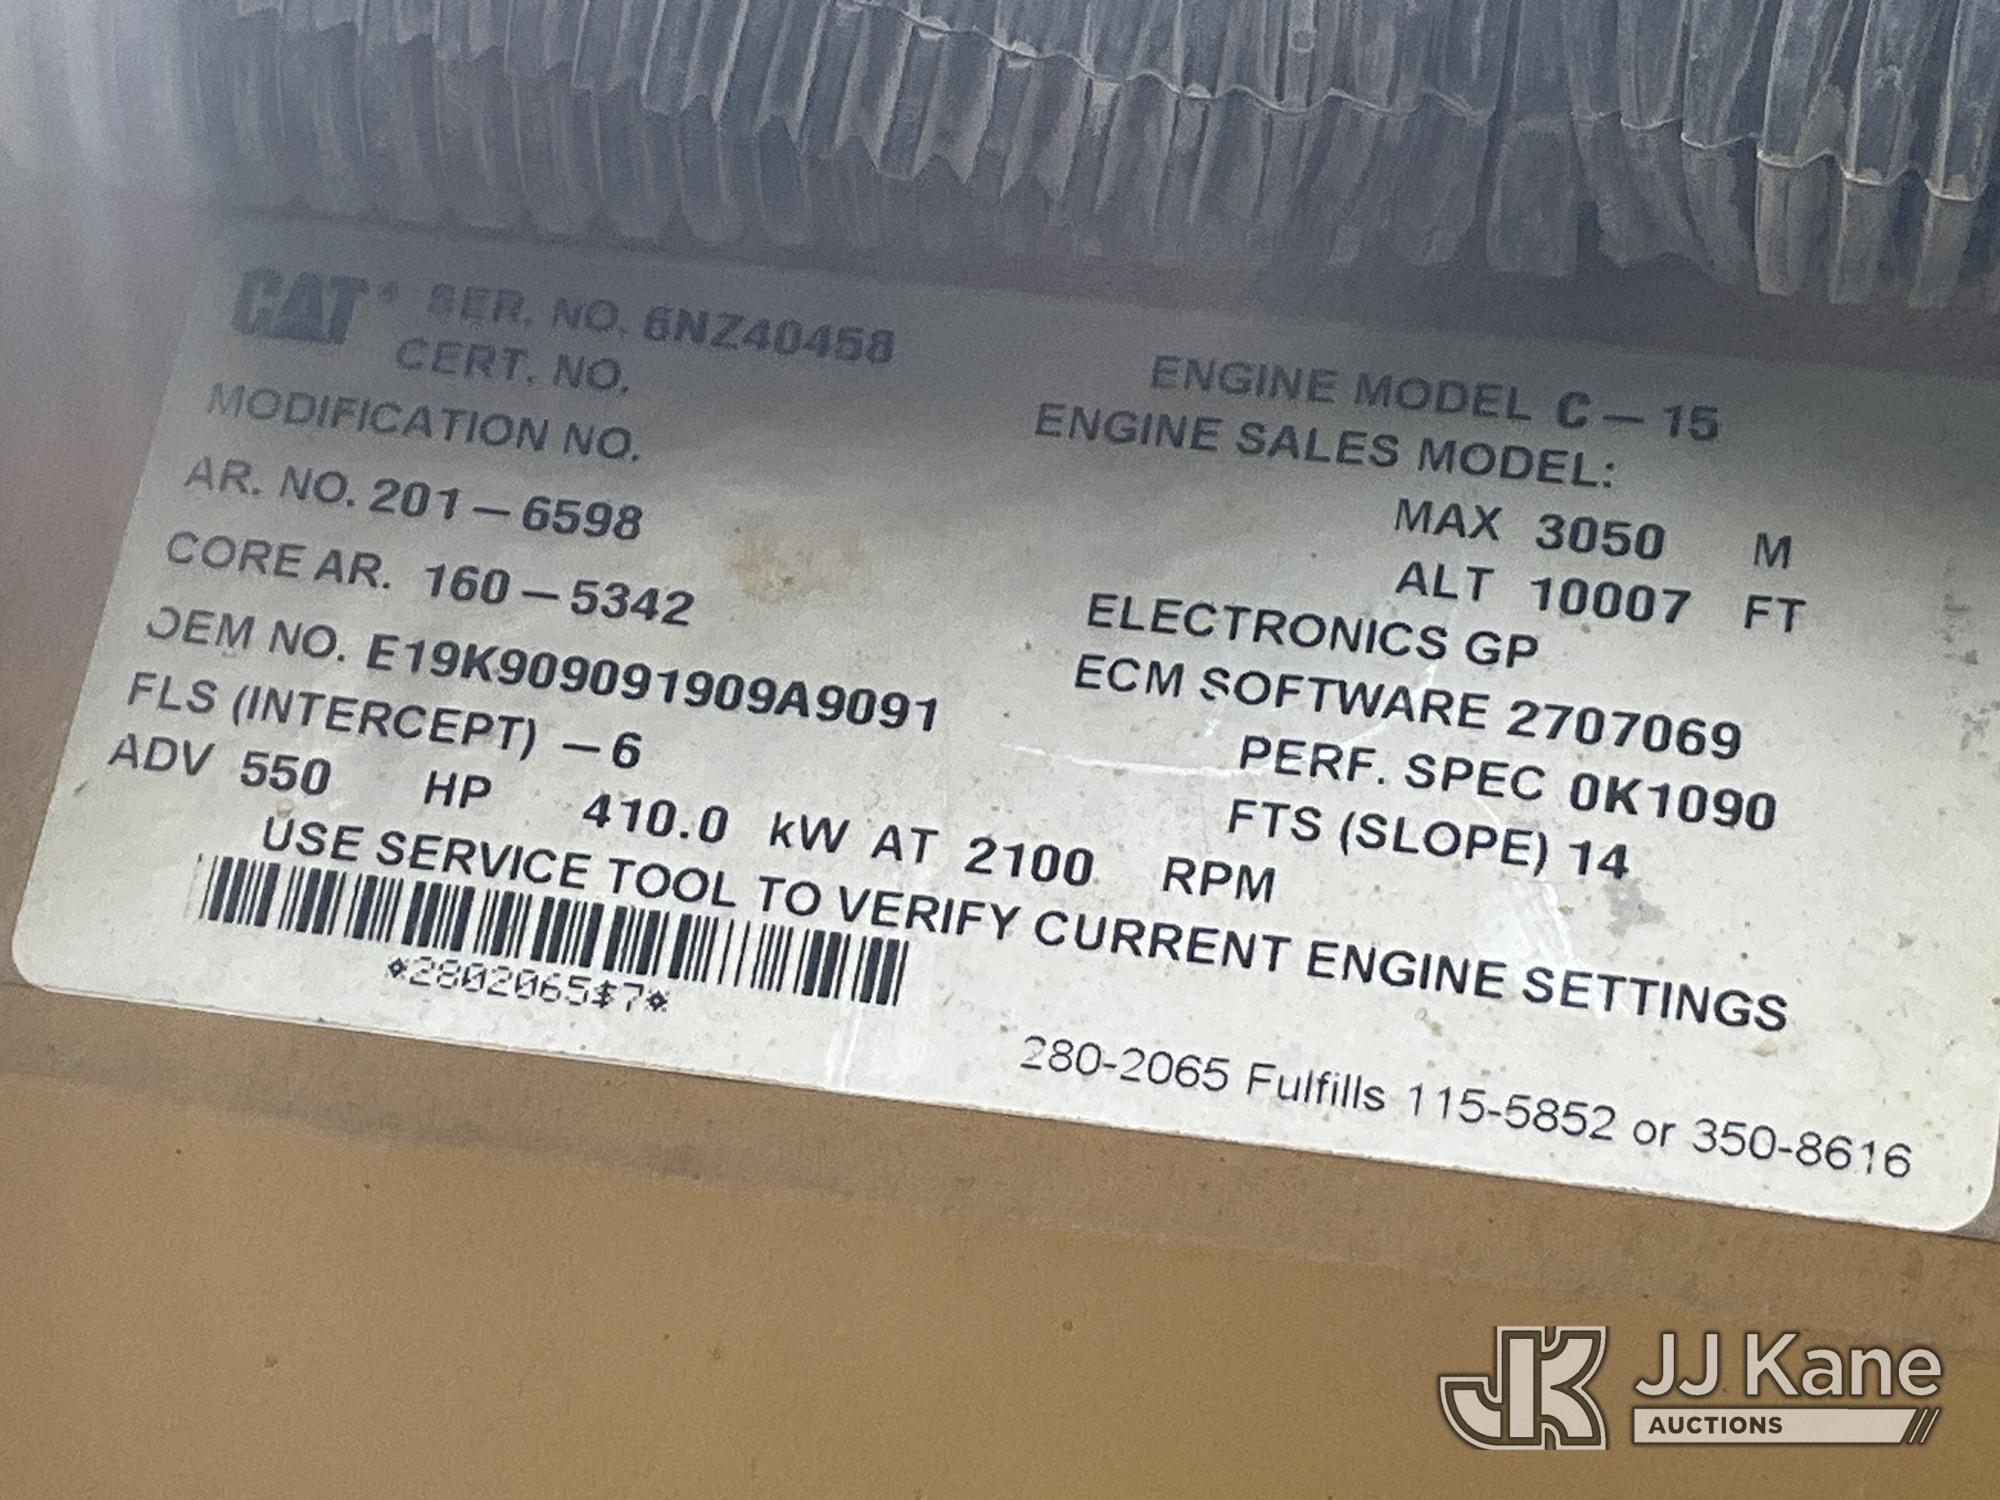 CAT® SER. NO. 6NZ40458
CERT. NO.
MODIFICATION NO.
AR. NO. 201–6598
CORE AR. 160–5342
OEM NO. E19K909091909A9091
FLS (INTERCEPT) –6
ADV 550 HP 410.0 kW AT 2100 RPM
ENGINE MODEL C–15
ENGINE SALES MODEL:
MAX 3050 M
ALT 10007 FT
ELECTRONICS GP
ECM SOFTWARE 2707069
PERF. SPEC 0K1090
FTS (SLOPE) 14
USE SERVICE TOOL TO VERIFY CURRENT ENGINE SETTINGS
*2802065$7*
280-2065 Fulfills 115-5852 or 350-8616
JK JJ Kane
AUCTIONS